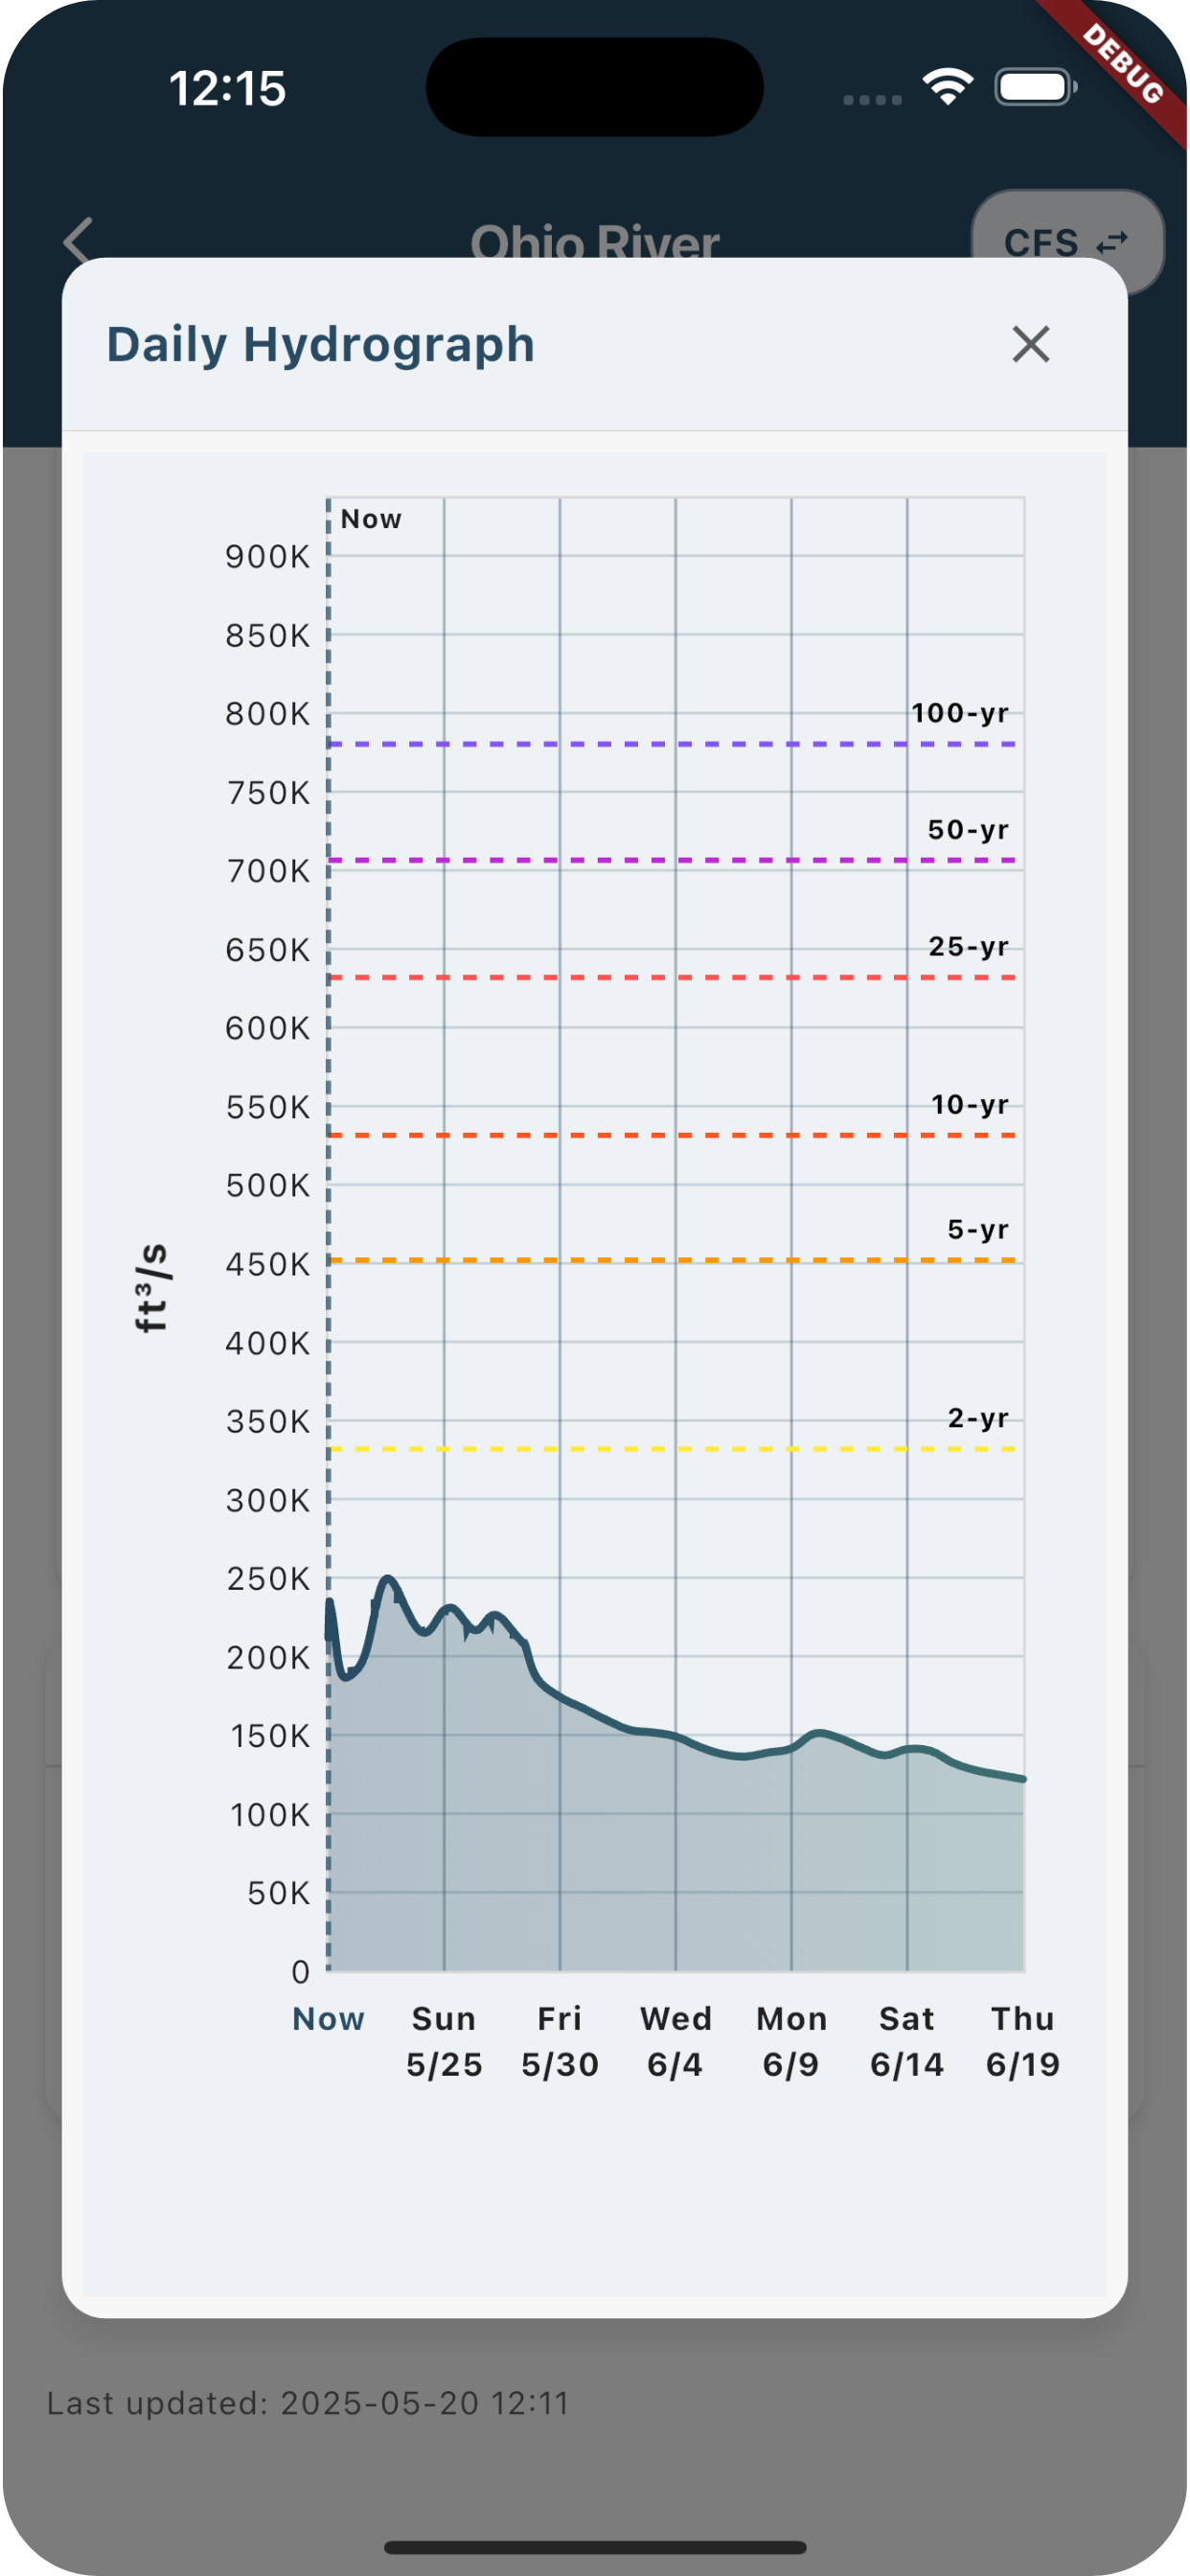 12:15
DEBUG
Ohio River
CFS
Daily Hydrograph
Now
900K
850K
800K
100-yr
750K
50-yr
700K
650K
25-yr
600K
550K
10-yr
500K
5-yr
450K
ft³/s
400K
350K
2-yr
300K
250K
200K
150K
100K
50K
0
Now Sun Fri Wed Mon Sat Thu
5/25 5/30 6/4 6/9 6/14 6/19
Last updated: 2025-05-20 12:11